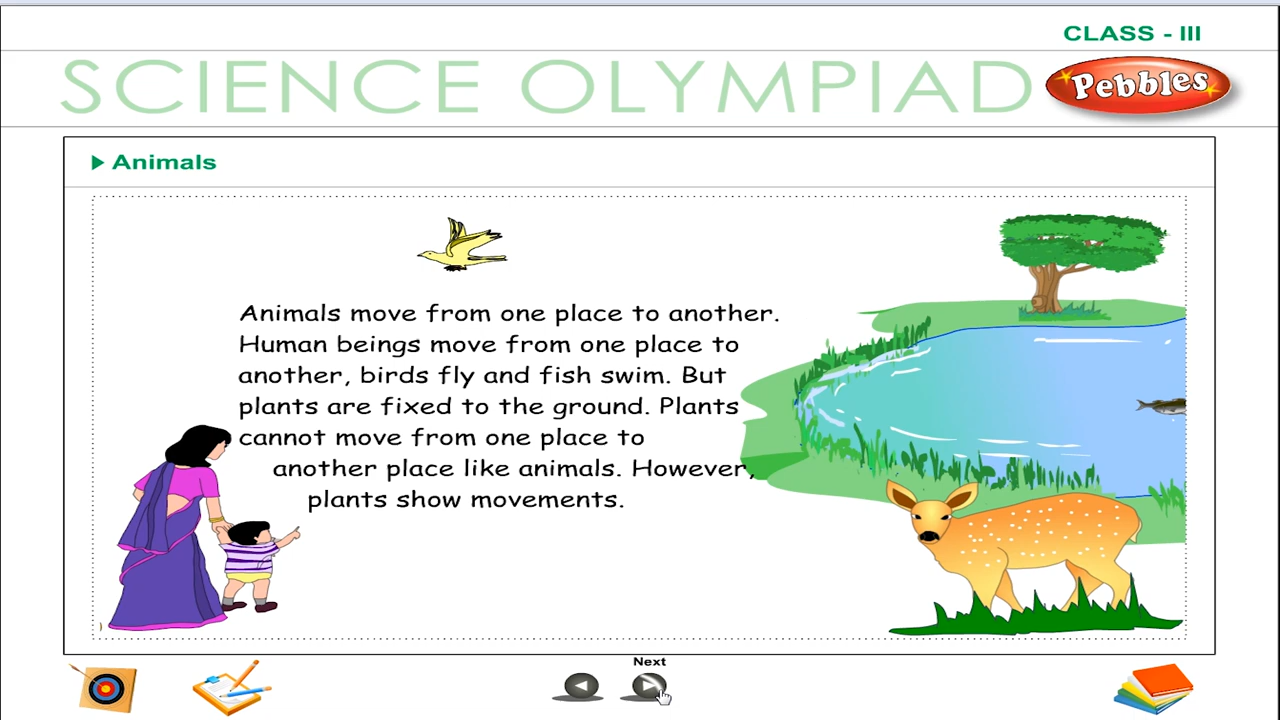 CLASS - III
SCIENCE OLYMPIAD
Pebbles
Animals
Animals move from one place to another.
Human beings move from one place to
another, birds fly and fish swim. But
plants are fixed to the ground. Plants
cannot move from one place to
another place like animals. However,
plants show movements.
Next